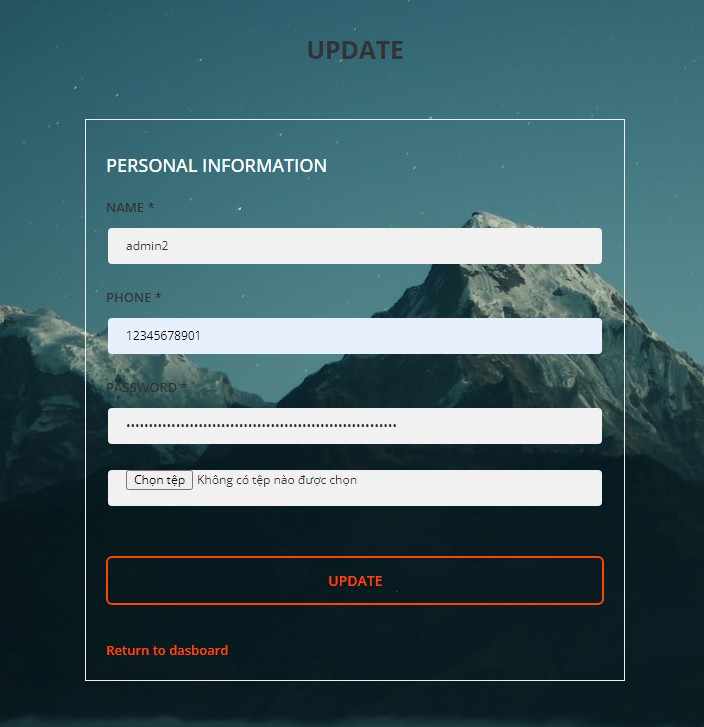 UPDATE
PERSONAL INFORMATION
NAME *
admin2
PHONE *
12345678901
PASSWORD *
Chọn tệp Không có tệp nào được chọn
UPDATE
Return to dasboard